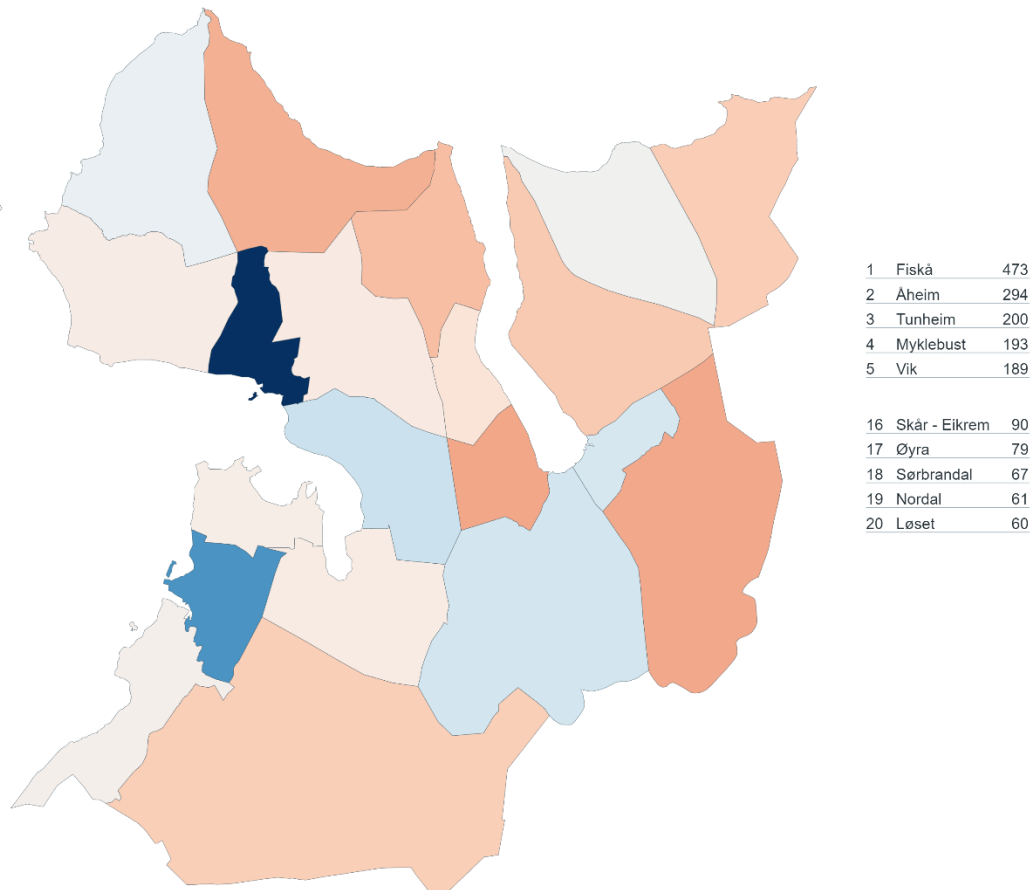 1 Fiskå 473
2 Åheim 294
3 Tunheim 200
4 Myklebust 193
5 Vik 189
16 Skår - Eikrem 90
17 Øyra 79
18 Sørbrandal 67
19 Nordal 61
20 Løset 60